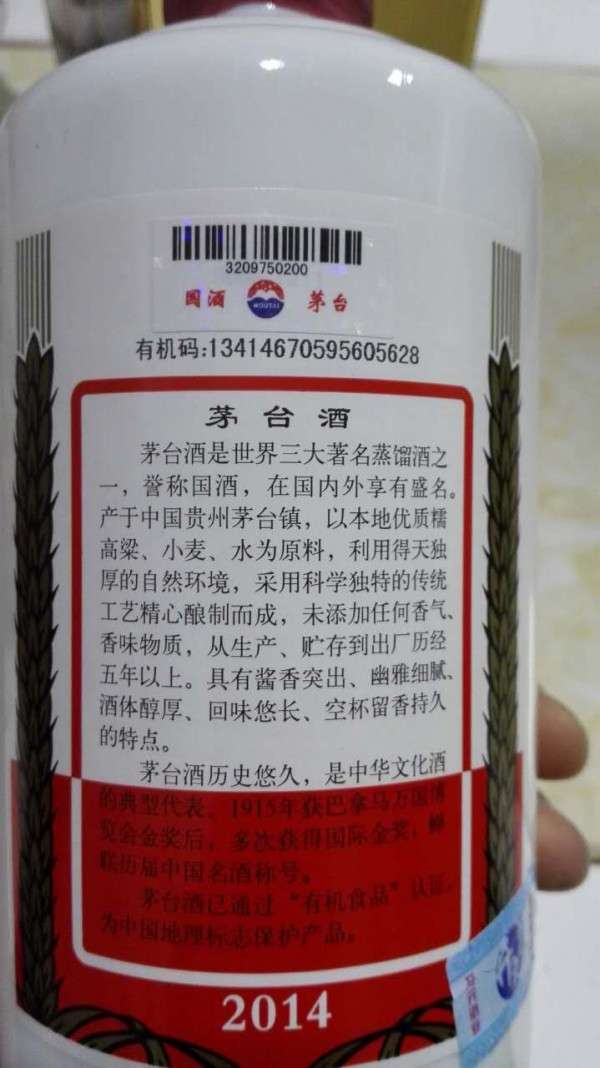 3209750200
国酒 MOUTAI 茅台
有机码:13414670595605628
茅台酒
茅台酒是世界三大著名蒸馏酒之
一，誉称国酒，在国内外享有盛名。
产于中国贵州茅台镇，以本地优质糯
高粱、小麦、水为原料，利用得天独
厚的自然环境，采用科学独特的传统
工艺精心酿制而成，未添加任何香气、
香味物质，从生产、贮存到出厂历经
五年以上。具有酱香突出、幽雅细腻、
酒体醇厚、回味悠长、空杯留香持久
的特点。
茅台酒历史悠久，是中华文化酒
的典型代表。1915年获巴拿马万国博
览会金奖后，多次获得国际金奖，蝉
联历届中国名酒称号。
茅台酒已通过“有机食品”认证，
为中国地理标志保护产品。
2014